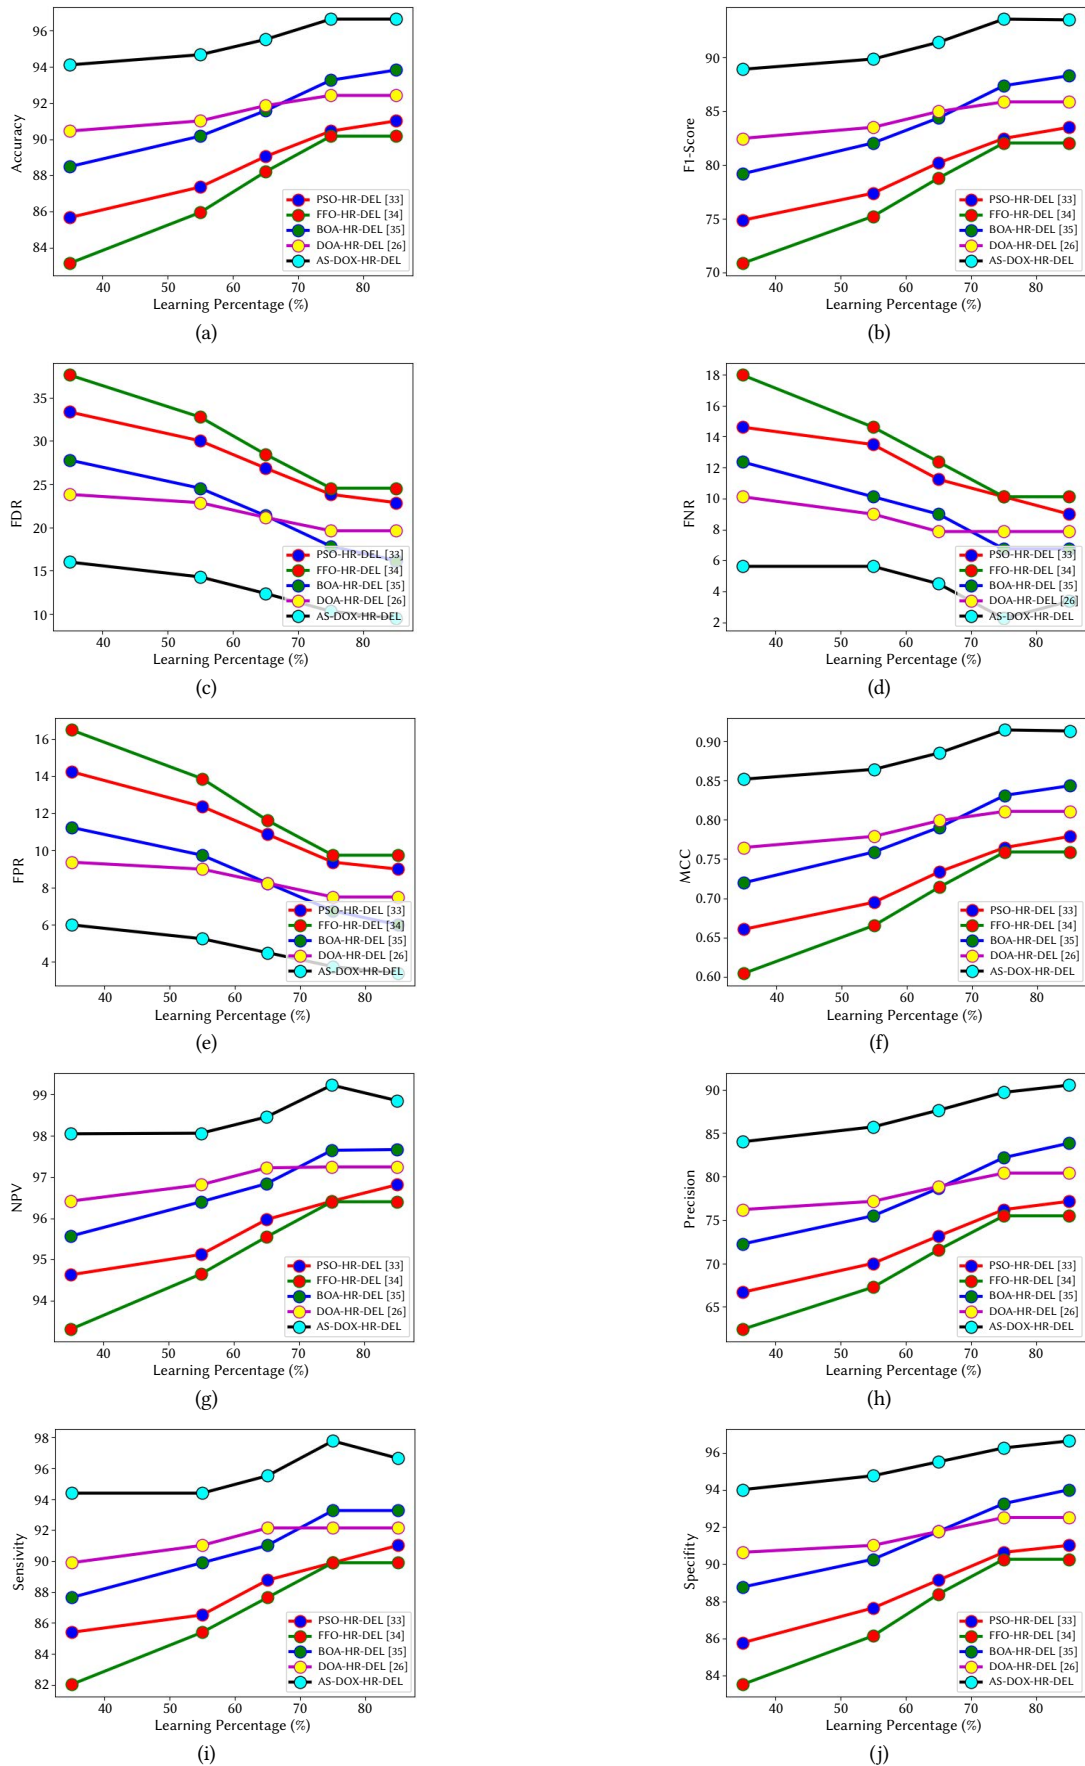 96
94
92
90
88
86
84
Accuracy
PSO-HR-DEL [33]
FFO-HR-DEL [34]
BOA-HR-DEL [35]
DOA-HR-DEL [26]
AS-DOX-HR-DEL
40 50 60 70 80
Learning Percentage (%)
(a)
90
85
80
75
70
F1-Score
PSO-HR-DEL [33]
FFO-HR-DEL [34]
BOA-HR-DEL [35]
DOA-HR-DEL [26]
AS-DOX-HR-DEL
40 50 60 70 80
Learning Percentage (%)
(b)
35
30
25
20
15
10
FDR
PSO-HR-DEL [33]
FFO-HR-DEL [34]
BOA-HR-DEL [35]
DOA-HR-DEL [26]
AS-DOX-HR-DEL
40 50 60 70 80
Learning Percentage (%)
(c)
18
16
14
12
10
8
6
4
2
FNR
PSO-HR-DEL [33]
FFO-HR-DEL [34]
BOA-HR-DEL [35]
DOA-HR-DEL [26]
AS-DOX-HR-DEL
40 50 60 70 80
Learning Percentage (%)
(d)
16
14
12
10
8
6
4
FPR
PSO-HR-DEL [33]
FFO-HR-DEL [34]
BOA-HR-DEL [35]
DOA-HR-DEL [26]
AS-DOX-HR-DEL
40 50 60 70 80
Learning Percentage (%)
(e)
0.90
0.85
0.80
0.75
0.70
0.65
0.60
MCC
PSO-HR-DEL [33]
FFO-HR-DEL [34]
BOA-HR-DEL [35]
DOA-HR-DEL [26]
AS-DOX-HR-DEL
40 50 60 70 80
Learning Percentage (%)
(f)
99
98
97
96
95
94
NPV
PSO-HR-DEL [33]
FFO-HR-DEL [34]
BOA-HR-DEL [35]
DOA-HR-DEL [26]
AS-DOX-HR-DEL
40 50 60 70 80
Learning Percentage (%)
(g)
90
85
80
75
70
65
Precision
PSO-HR-DEL [33]
FFO-HR-DEL [34]
BOA-HR-DEL [35]
DOA-HR-DEL [26]
AS-DOX-HR-DEL
40 50 60 70 80
Learning Percentage (%)
(h)
98
96
94
92
90
88
86
84
82
Sensivity
PSO-HR-DEL [33]
FFO-HR-DEL [34]
BOA-HR-DEL [35]
DOA-HR-DEL [26]
AS-DOX-HR-DEL
40 50 60 70 80
Learning Percentage (%)
(i)
96
94
92
90
88
86
84
Specifity
PSO-HR-DEL [33]
FFO-HR-DEL [34]
BOA-HR-DEL [35]
DOA-HR-DEL [26]
AS-DOX-HR-DEL
40 50 60 70 80
Learning Percentage (%)
(j)